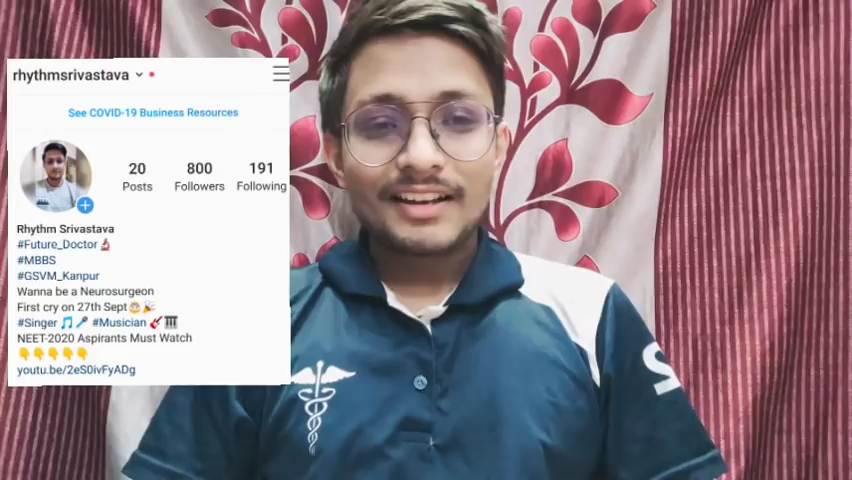 rhythmsrivastava
See COVID-19 Business Resources
20 800 191
Posts Followers Following
Rhythm Srivastava
#Future_Doctor🔬
#MBBS
#GSVM_Kanpur
Wanna be a Neurosurgeon
First cry on 27th Sept🎂🎉
#Singer 🎵🎤 #Musician 🎸🎹
NEET-2020 Aspirants Must Watch
👇👇👇👇👇
youtu.be/2eS0ivFyADg
S